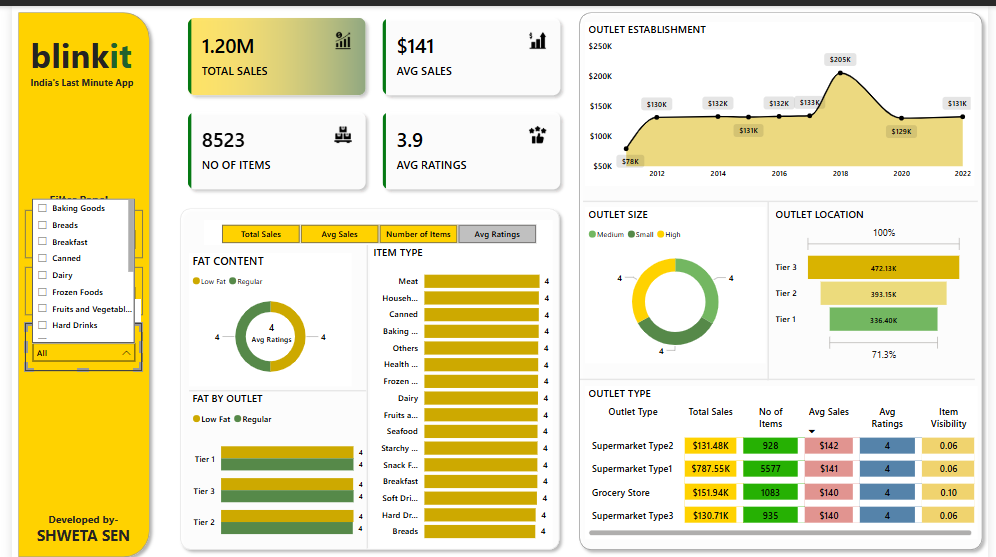 blinkit
India's Last Minute App
Baking Goods
Breads
Breakfast
Canned
Dairy
Frozen Foods
Fruits and Vegetabl...
Hard Drinks
All
Developed by-
SHWETA SEN
1.20M
TOTAL SALES
$141
AVG SALES
8523
NO OF ITEMS
3.9
AVG RATINGS
Total Sales
Avg Sales
Number of Items
Avg Ratings
FAT CONTENT
Low Fat Regular
4
4
Avg Ratings
4
FAT BY OUTLET
Low Fat Regular
Tier 1 4
4
Tier 3 4
4
Tier 2 4
4
ITEM TYPE
Meat 4
Househ... 4
Canned 4
Baking ... 4
Others 4
Health ... 4
Frozen ... 4
Dairy 4
Fruits a... 4
Seafood 4
Starchy ... 4
Snack F... 4
Breakfast 4
Soft Dri... 4
Hard Dr... 4
Breads 4
OUTLET ESTABLISHMENT
$250K
$200K
$150K
$100K
$50K
$78K
$130K
$132K
$131K
$132K
$133K
$205K
$129K
$131K
2012 2014 2016 2018 2020 2022
OUTLET SIZE
Medium Small High
4
4
4
OUTLET LOCATION
100%
Tier 3 472.13K
Tier 2 393.15K
Tier 1 336.40K
71.3%
OUTLET TYPE
Outlet Type Total Sales No of Items Avg Sales Avg Ratings Item Visibility
Supermarket Type2 $131.48K 928 $142 4 0.06
Supermarket Type1 $787.55K 5577 $141 4 0.06
Grocery Store $151.94K 1083 $140 4 0.10
Supermarket Type3 $130.71K 935 $140 4 0.06